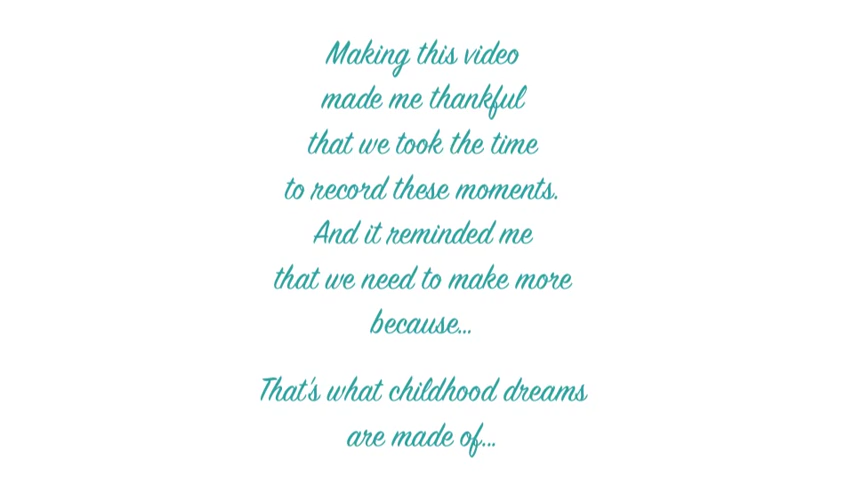 Making this video
made me thankful
that we took the time
to record these moments.
And it reminded me
that we need to make more
because...
That's what childhood dreams
are made of...